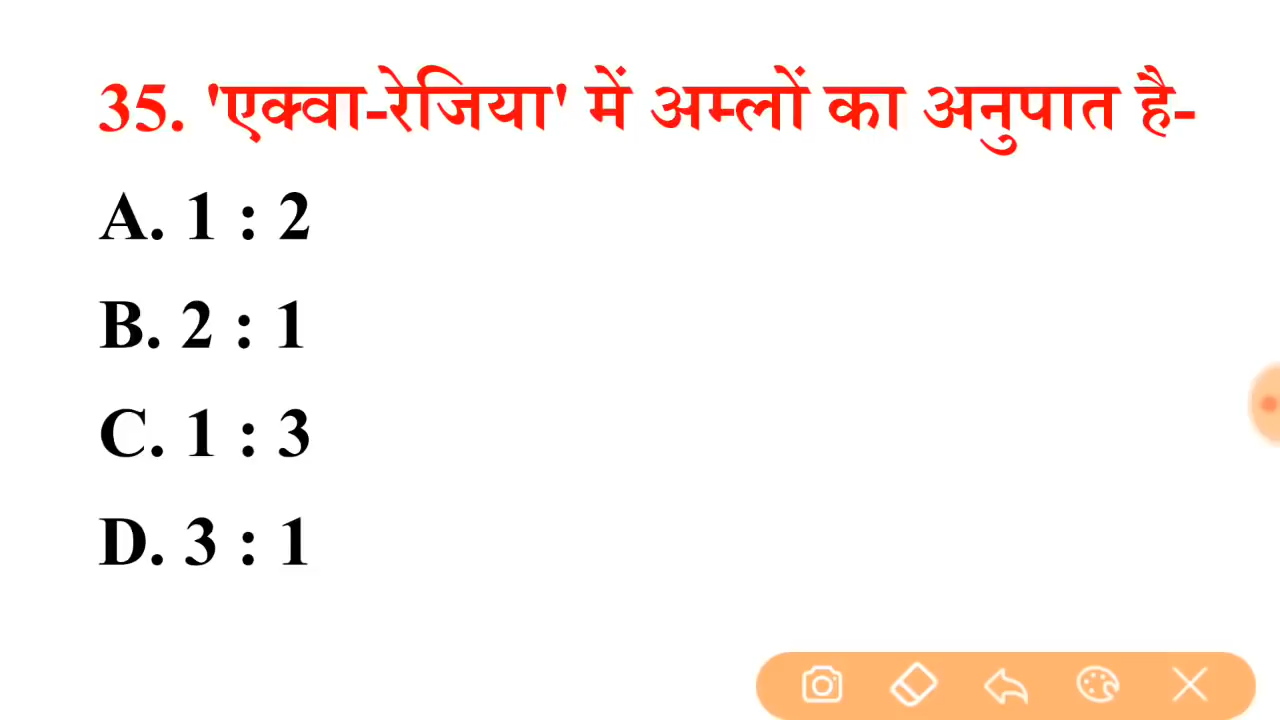 35. 'एक्वा-रेजिया' में अम्लों का अनुपात है-
A. 1 : 2
B. 2 : 1
C. 1 : 3
D. 3 : 1